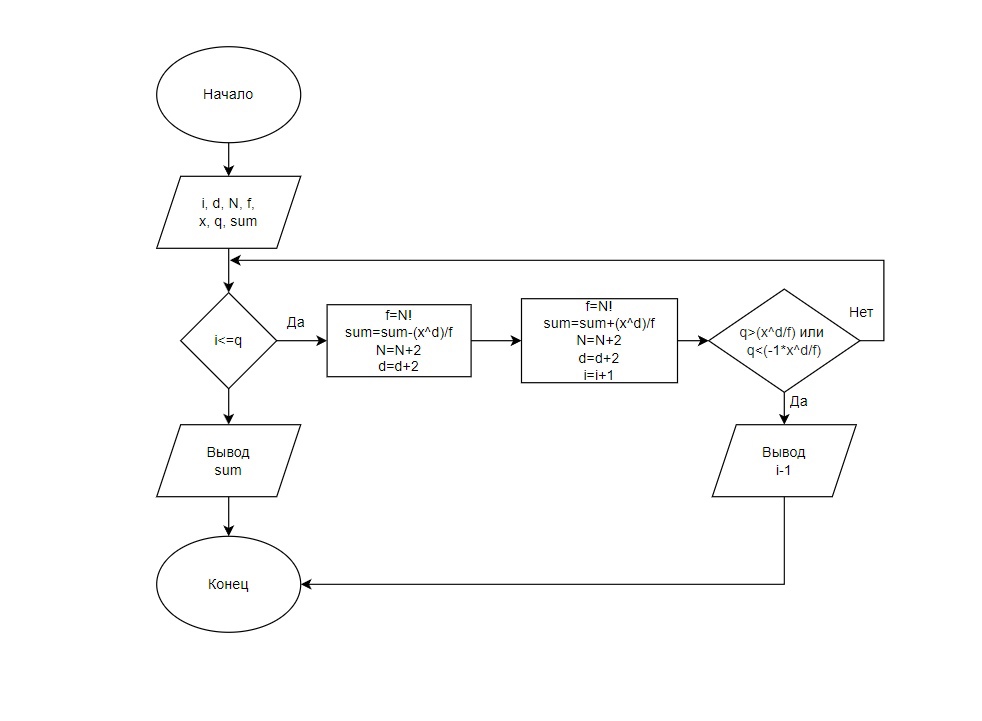 Начало
i, d, N, f,
x, q, sum
i<=q
Да
f=N!
sum=sum-(x^d)/f
N=N+2
d=d+2
f=N!
sum=sum+(x^d)/f
N=N+2
d=d+2
i=i+1
q>(x^d/f) или
q<(-1*x^d/f)
Нет
Да
Вывод
sum
Вывод
i-1
Конец